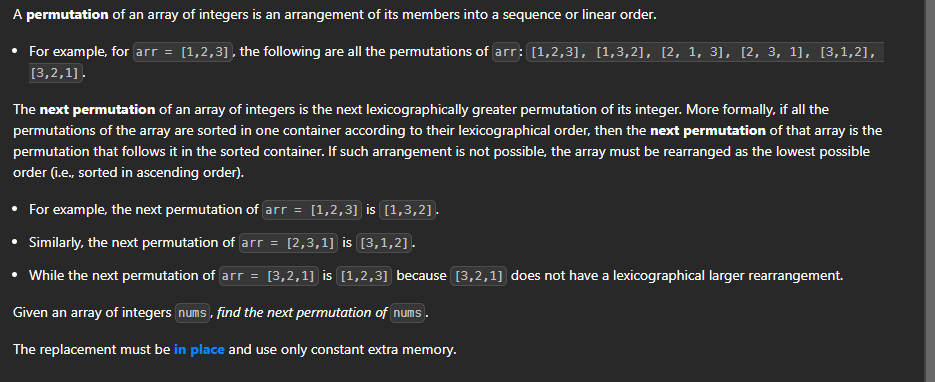 A permutation of an array of integers is an arrangement of its members into a sequence or linear order.
• For example, for arr = [1,2,3], the following are all the permutations of arr: [1,2,3], [1,3,2], [2, 1, 3], [2, 3, 1], [3,1,2],
[3,2,1].
The next permutation of an array of integers is the next lexicographically greater permutation of its integer. More formally, if all the
permutations of the array are sorted in one container according to their lexicographical order, then the next permutation of that array is the
permutation that follows it in the sorted container. If such arrangement is not possible, the array must be rearranged as the lowest possible
order (i.e., sorted in ascending order).
• For example, the next permutation of arr = [1,2,3] is [1,3,2].
• Similarly, the next permutation of arr = [2,3,1] is [3,1,2].
• While the next permutation of arr = [3,2,1] is [1,2,3] because [3,2,1] does not have a lexicographical larger rearrangement.
Given an array of integers nums, find the next permutation of nums.
The replacement must be in place and use only constant extra memory.